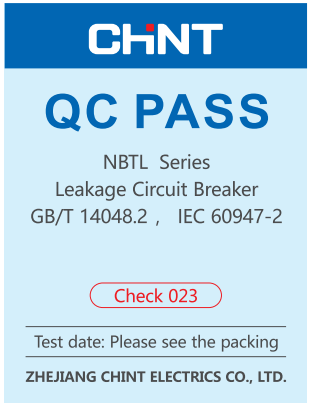 CHINT
QC PASS
NBTL Series
Leakage Circuit Breaker
GB/T 14048.2 , IEC 60947-2
Check 023
Test date: Please see the packing
ZHEJIANG CHINT ELECTRICS CO., LTD.